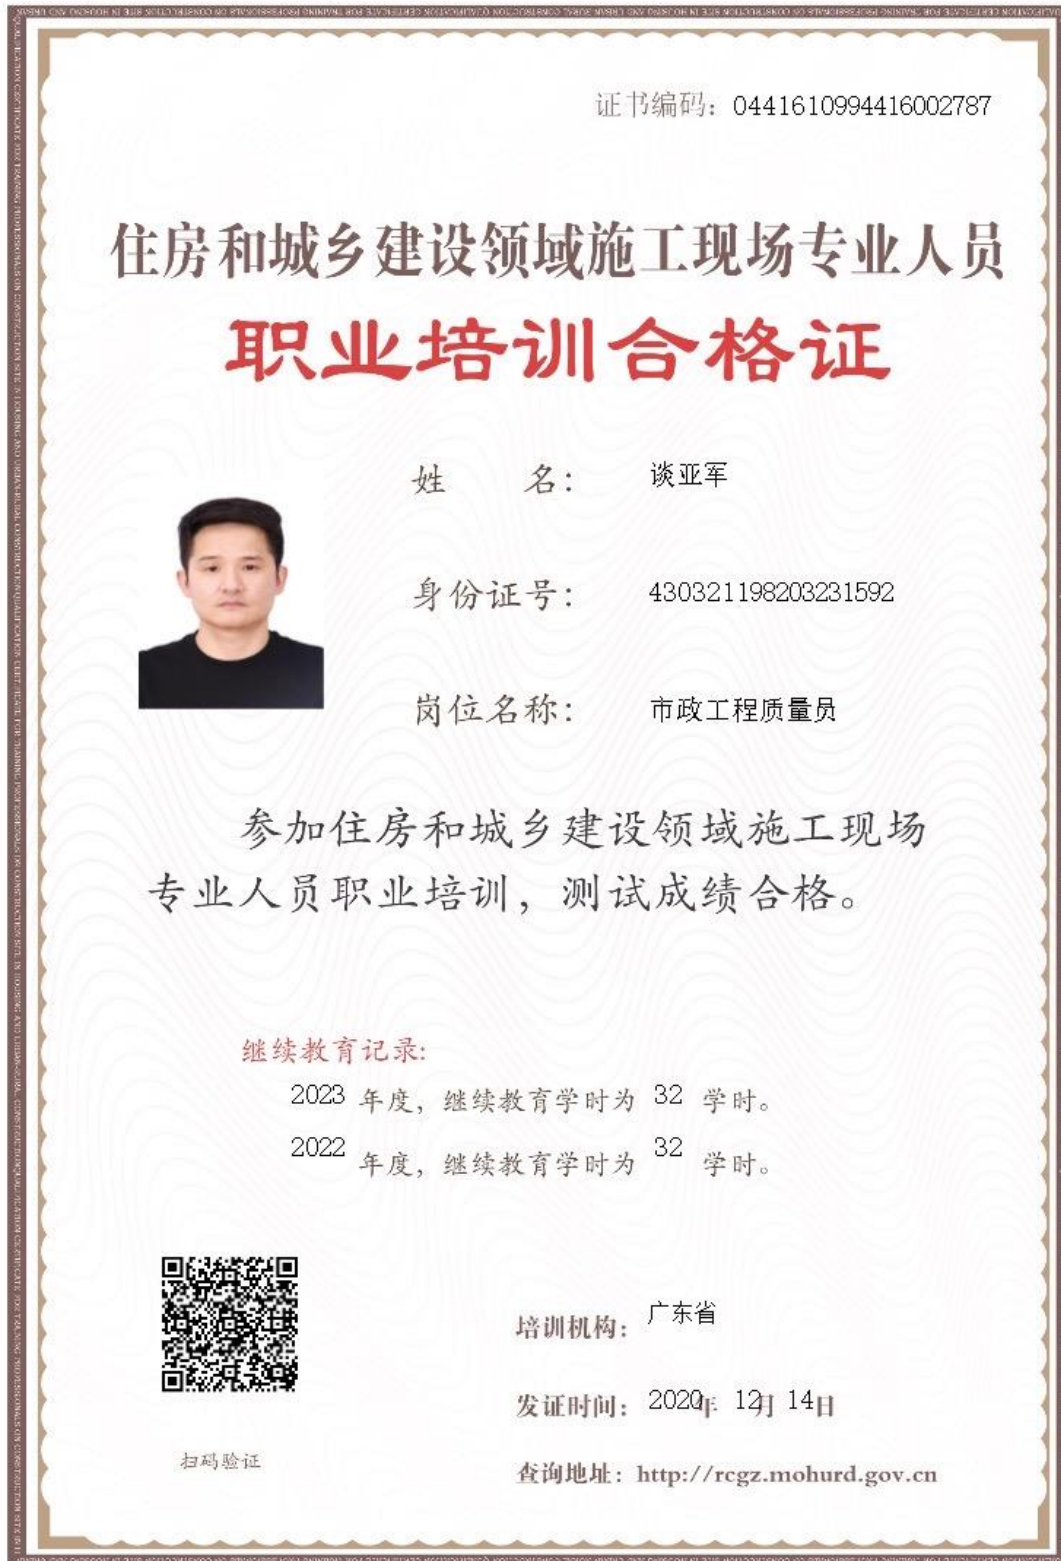 证书编码：0441610994416002787
住房和城乡建设领域施工现场专业人员
职业培训合格证
姓 名： 谈亚军
身份证号： 430321198203231592
岗位名称： 市政工程质量员
参加住房和城乡建设领域施工现场
专业人员职业培训，测试成绩合格。
继续教育记录:
2023 年度，继续教育学时为 32 学时。
2022 年度，继续教育学时为 32 学时。
培训机构： 广东省
发证时间： 2020年 12月 14日
扫码验证
查询地址：http://rcgz.mohurd.gov.cn